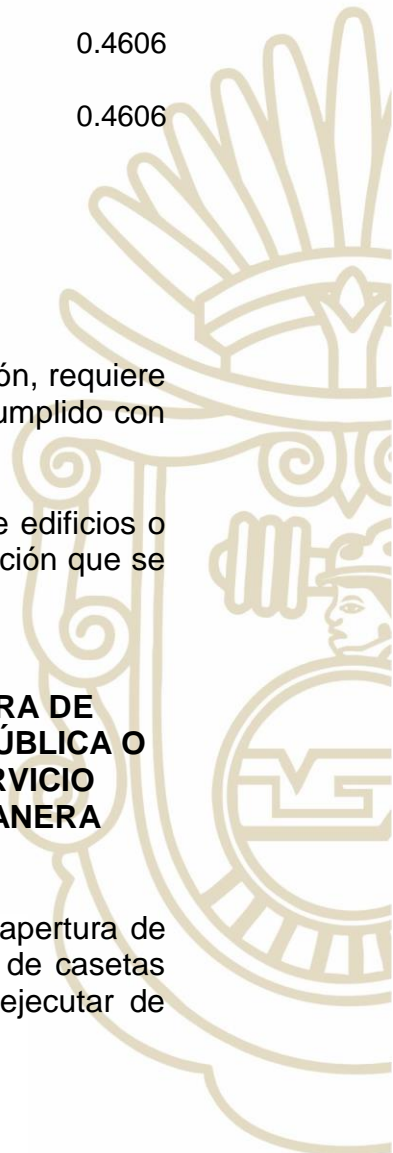 0.4606
0.4606
ón, requiere
umplido con
e edificios o
ción que se
RA DE
ÚBLICA O
RVICIO
ANERA
apertura de
de casetas
ejecutar de